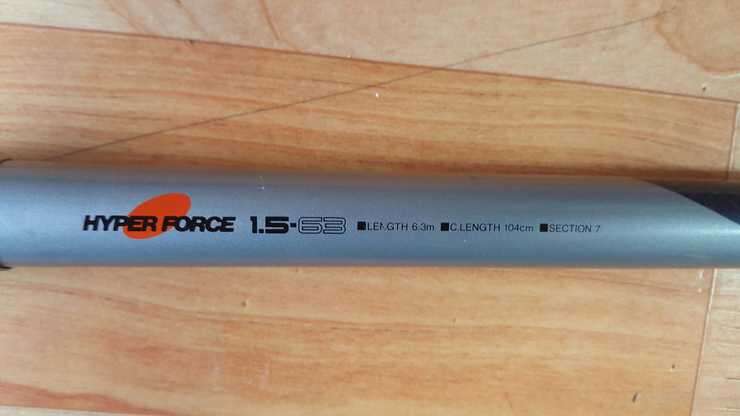 HYPER FORCE 1.5-63 ■LENGTH 6.3m ■C.LENGTH 104cm ■SECTION 7